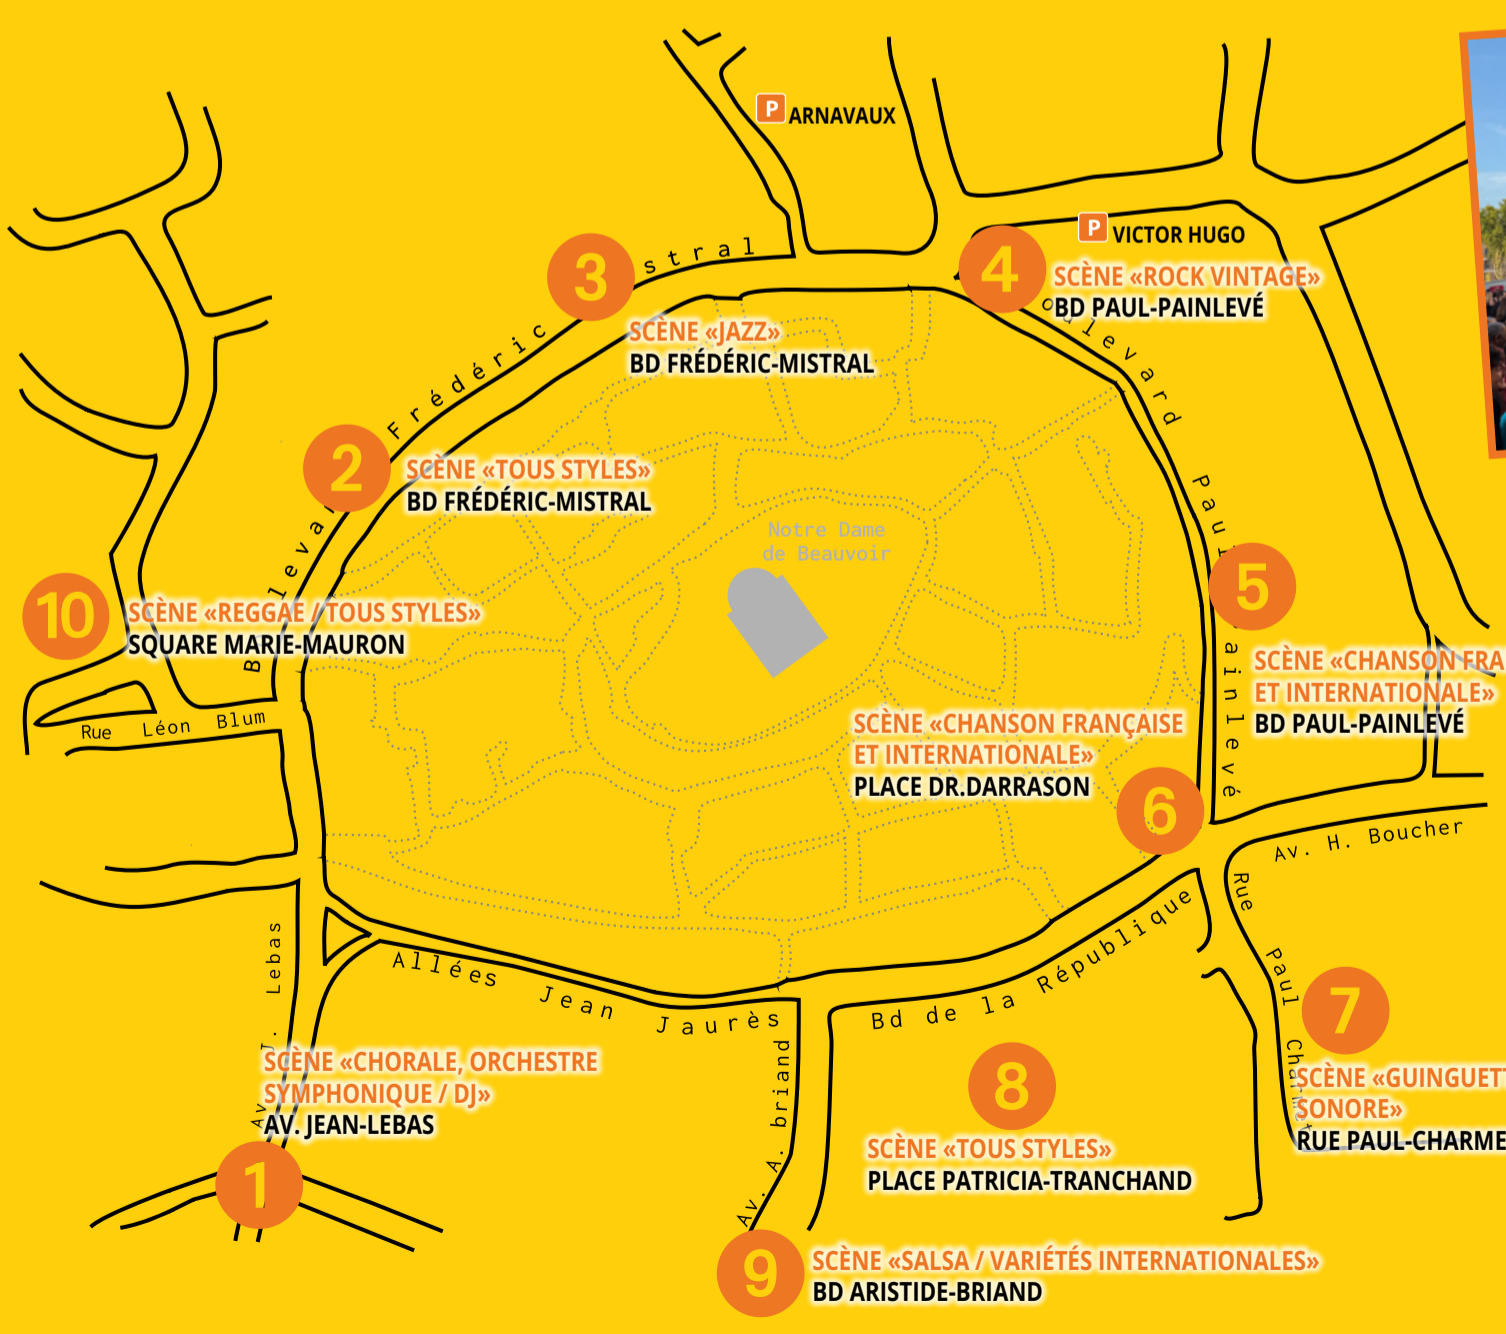 P ARNAVAUX
P VICTOR HUGO
3
stral
4
SCÈNE «ROCK VINTAGE»
BD PAUL-PAINLEVÉ
SCÈNE «JAZZ»
BD FRÉDÉRIC-MISTRAL
Frédéric
oulevard Paul
ainlevé
2
SCÈNE «TOUS STYLES»
BD FRÉDÉRIC-MISTRAL
Notre Dame
de Beauvoir
5
10
SCÈNE «REGGAE / TOUS STYLES»
SQUARE MARIE-MAURON
SCÈNE «CHANSON FRA
ET INTERNATIONALE»
BD PAUL-PAINLEVÉ
Rue Léon Blum
SCÈNE «CHANSON FRANÇAISE
ET INTERNATIONALE»
PLACE DR.DARRASON
6
Av. H. Boucher
Rue Paul Charmet
Allées Jean Jaurès
Bd de la République
Av. J. Lebas
7
SCÈNE «GUINGUET
SONORE»
RUE PAUL-CHARME
SCÈNE «CHORALE, ORCHESTRE
SYMPHONIQUE / DJ»
AV. JEAN-LEBAS
1
Av. A. briand
8
SCÈNE «TOUS STYLES»
PLACE PATRICIA-TRANCHAND
9
SCÈNE «SALSA / VARIÉTÉS INTERNATIONALES»
BD ARISTIDE-BRIAND